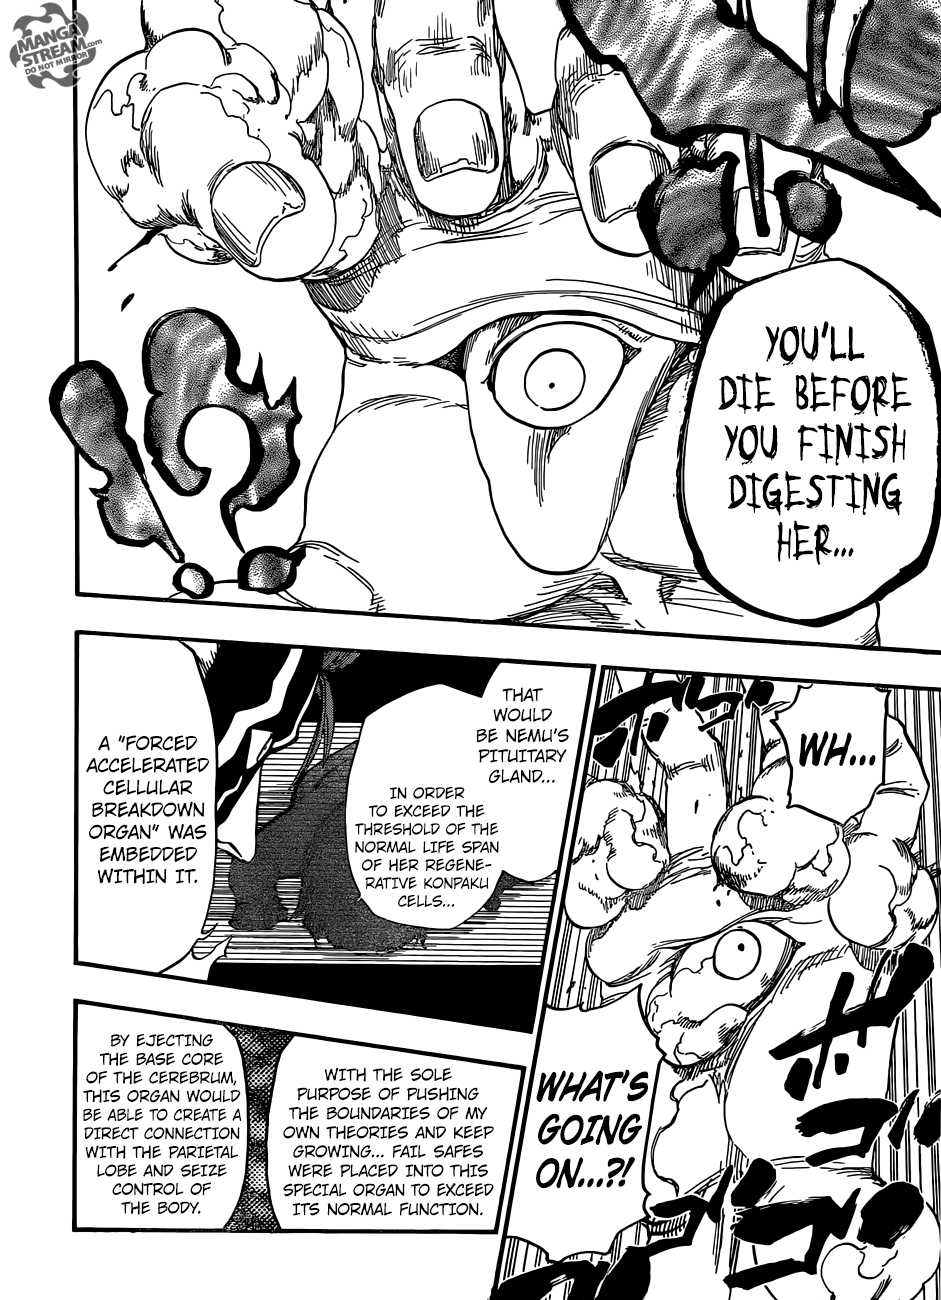 MANGA
STREAM.com
DO NOT MIRROR
YOU'LL
DIE BEFORE
YOU FINISH
DIGESTING
HER...
WH...
WHAT'S
GOING
ON...?!
THAT
WOULD
BE NEMU'S
PITUITARY
GLAND...
IN ORDER
TO EXCEED THE
THRESHOLD OF THE
NORMAL LIFE SPAN
OF HER REGENE-
RATIVE KONPAKU
CELLS...
A "FORCED
ACCELERATED
CELLULAR
BREAKDOWN
ORGAN" WAS
EMBEDDED
WITHIN IT.
WITH THE SOLE
PURPOSE OF PUSHING
THE BOUNDARIES OF MY
OWN THEORIES AND KEEP
GROWING... FAIL SAFES
WERE PLACED INTO THIS
SPECIAL ORGAN TO EXCEED
ITS NORMAL FUNCTION.
BY EJECTING
THE BASE CORE
OF THE CEREBRUM,
THIS ORGAN WOULD
BE ABLE TO CREATE A
DIRECT CONNECTION
WITH THE PARIETAL
LOBE AND SEIZE
CONTROL OF
THE BODY.